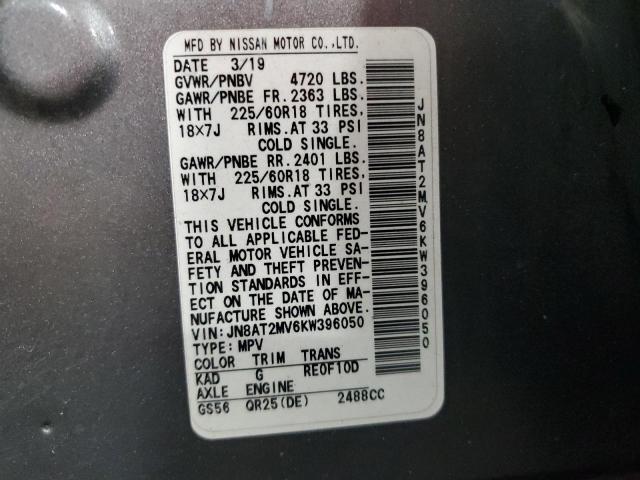 MFD BY NISSAN MOTOR CO.,LTD.
DATE 3/19
GVWR/PNBV 4720 LBS.
GAWR/PNBE FR.2363 LBS.
WITH 225/60R18 TIRES,
18×7J RIMS.AT 33 PSI
COLD SINGLE.
GAWR/PNBE RR.2401 LBS.
WITH 225/60R18 TIRES,
18×7J RIMS.AT 33 PSI
COLD SINGLE.
THIS VEHICLE CONFORMS
TO ALL APPLICABLE FED-
ERAL MOTOR VEHICLE SA-
FETY AND THEFT PREVEN-
TION STANDARDS IN EFF-
ECT ON THE DATE OF MA-
NUFACTURE SHOWN ABOVE.
VIN:JN8AT2MV6KW396050
TYPE:MPV
COLOR TRIM TRANS
KAD G RE0F10D
AXLE ENGINE
GS56 QR25(DE) 2488CC
JN8AT2MV6KW396050